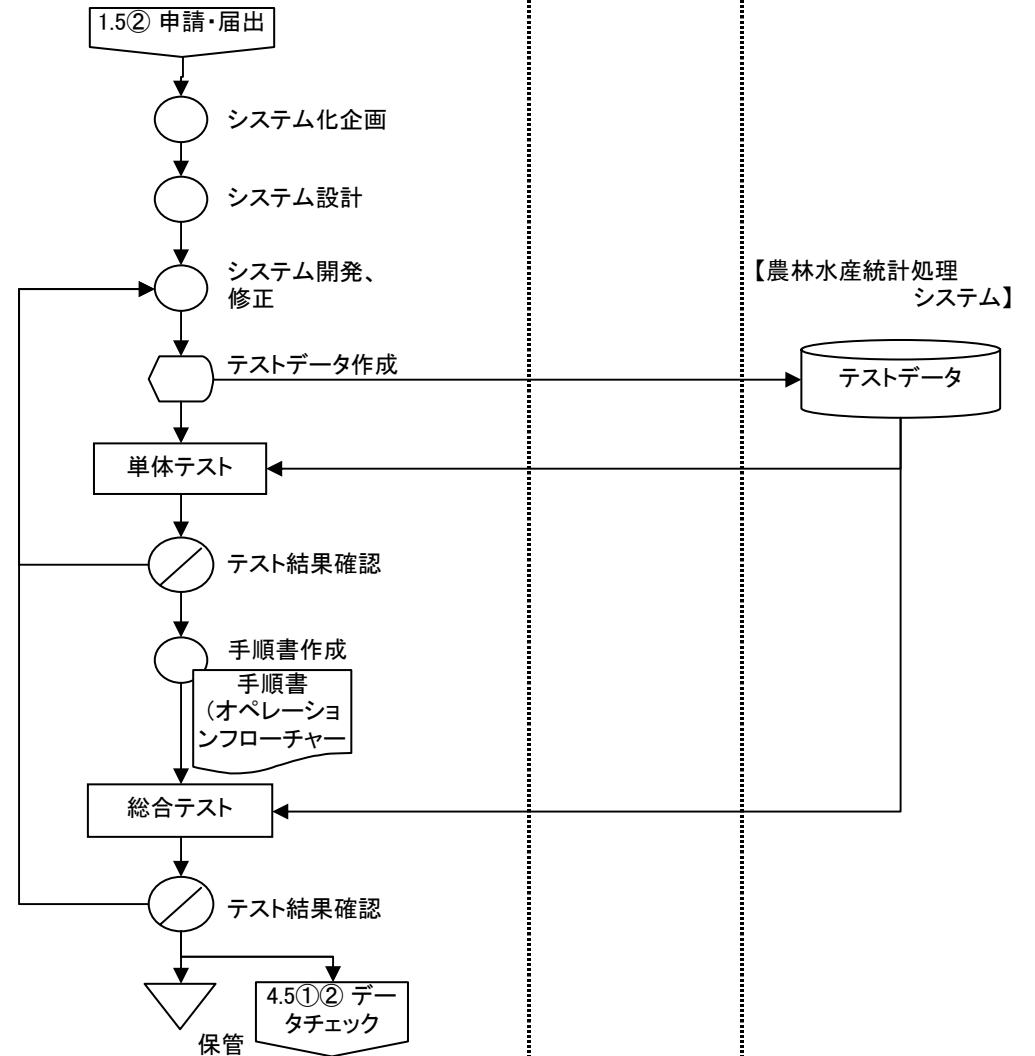 1.5② 申請・届出
システム化企画
システム設計
システム開発、
修正
【農林水産統計処理
システム】
テストデータ作成
テストデータ
単体テスト
テスト結果確認
手順書作成
手順書
(オペレーショ
ンフローチャー
総合テスト
テスト結果確認
4.5①② デー
タチェック
保管